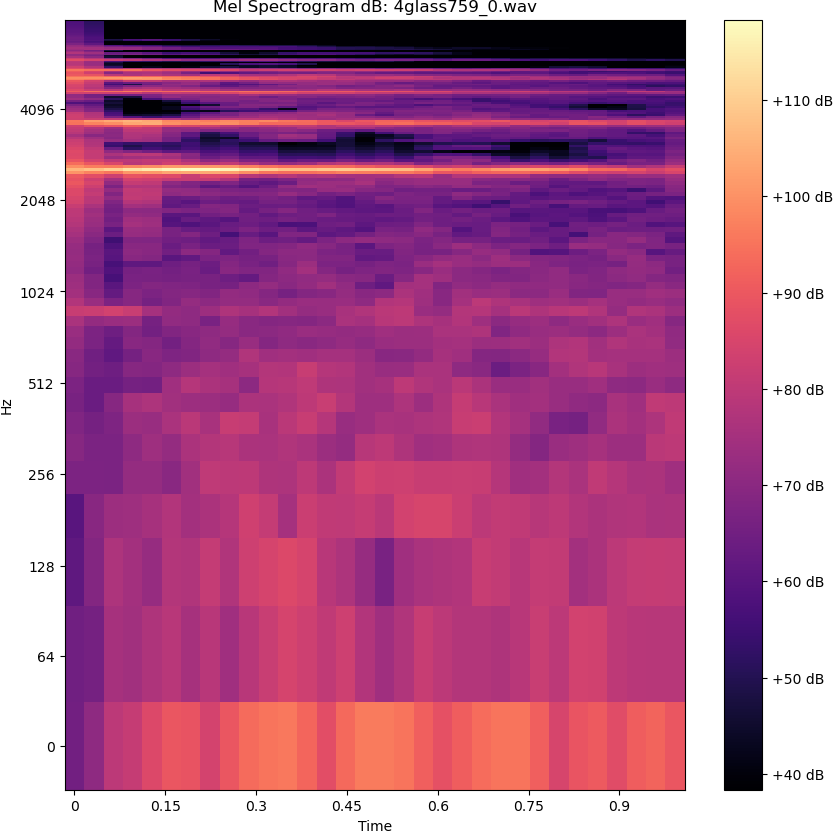 Mel Spectrogram dB: 4glass759_0.wav
4096
2048
1024
512
256
128
64
0
Hz
0
0.15
0.3
0.45
0.6
0.75
0.9
Time
+110 dB
+100 dB
+90 dB
+80 dB
+70 dB
+60 dB
+50 dB
+40 dB